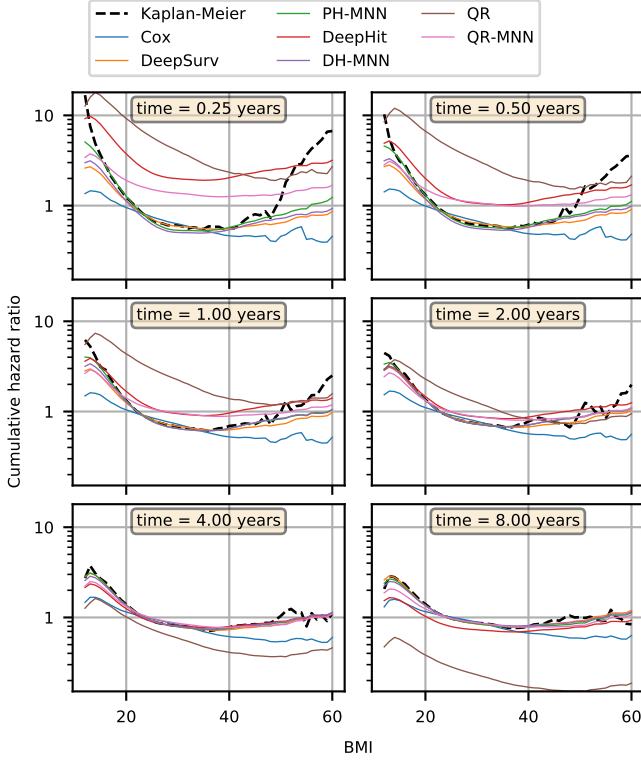 Kaplan-Meier PH-MNN QR
Cox DeepHit QR-MNN
DeepSurv DH-MNN
time = 0.25 years time = 0.50 years
10
1
time = 1.00 years time = 2.00 years
10
1
time = 4.00 years time = 8.00 years
10
1
Cumulative hazard ratio
20 40 60 20 40 60
BMI